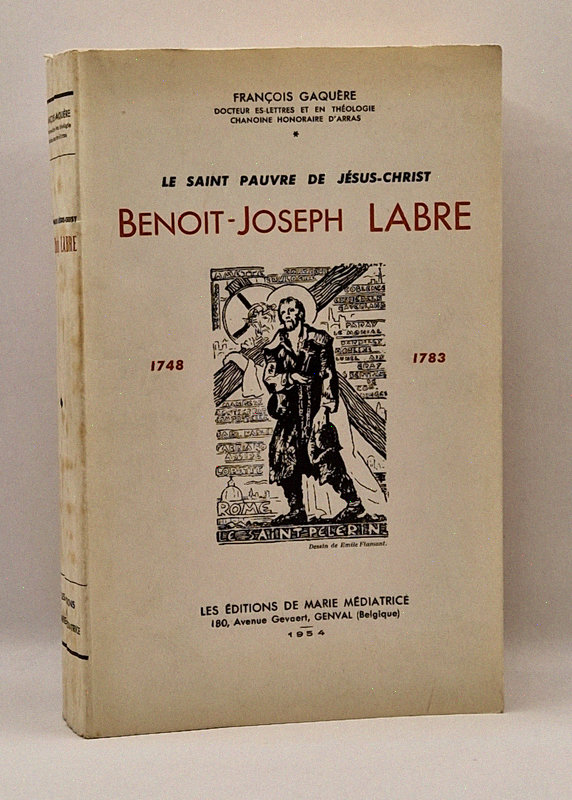 FRANÇOIS GAQUÈRE
DOCTEUR ES-LETTRES ET EN THÉOLOGIE
CHANOINE HONORAIRE D'ARRAS
*
LE SAINT PAUVRE DE JÉSUS-CHRIST
BENOIT-JOSEPH LABRE
1748
1783
ROME
LE SAINT PELERIN
Dessin de Emile Flamant.
LES ÉDITIONS DE MARIE MÉDIATRICE
180, Avenue Gevaert, GENVAL (Belgique)
1954
LABRE